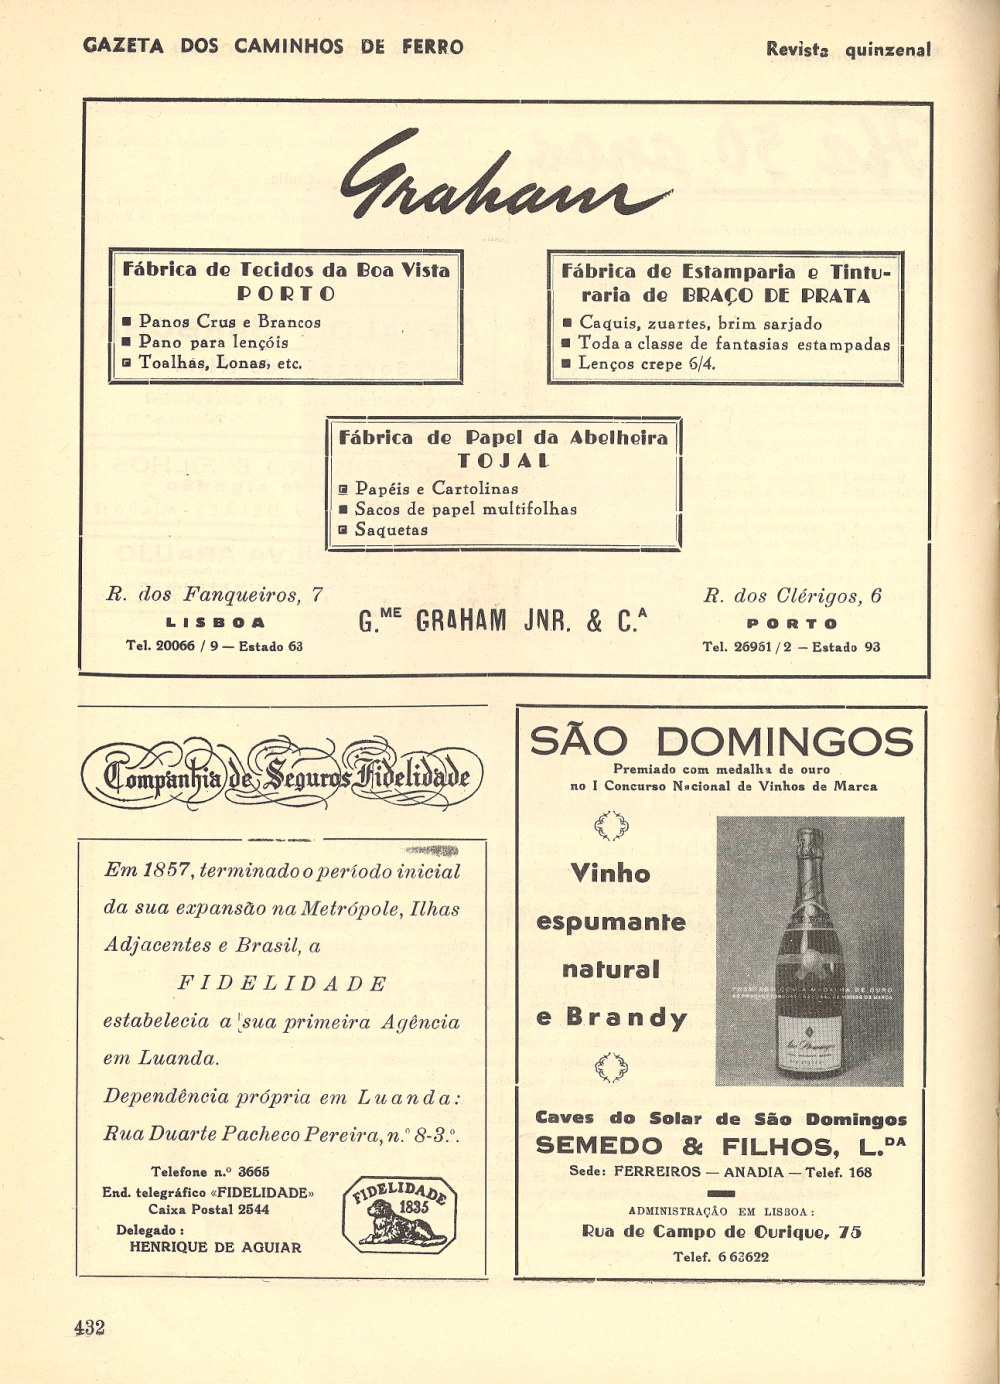 GAZETA DOS CAMINHOS DE FERRO
Revista quinzenal
Graham
Fábrica de Tecidos da Boa Vista
PORTO
Panos Crus e Brancos
Pano para lençóis
Toalhas, Lonas, etc.
Fábrica de Estamparia e Tintu-
raria de BRAÇO DE PRATA
Caquis, zuartes, brim sarjado
Toda a classe de fantasias estampadas
Lenços crepe 6/4.
Fábrica de Papel da Abelheira
TOJAL
Papéis e Cartolinas
Sacos de papel multifolhas
Saquetas
R. dos Fanqueiros, 7
LISBOA
Tel. 20066 / 9 — Estado 63
G.ME GRAHAM JNR. & C.A
R. dos Clérigos, 6
PORTO
Tel. 26951 / 2 — Estado 93
Companhia de Seguros Fidelidade
Em 1857, terminado o período inicial
da sua expansão na Metrópole, Ilhas
Adjacentes e Brasil, a
FIDELIDADE
estabelecia a sua primeira Agência
em Luanda.
Dependência própria em Luanda:
Rua Duarte Pacheco Pereira, n.º 8-3.º.
Telefone n.º 3665
End. telegráfico «FIDELIDADE»
Caixa Postal 2544
Delegado :
HENRIQUE DE AGUIAR
FIDELIDADE
1835
SÃO DOMINGOS
Premiado com medalha de ouro
no I Concurso Nacional de Vinhos de Marca
Vinho
espumante
natural
e Brandy
São Domingos
Caves do Solar de São Domingos
SEMEDO & FILHOS, L.DA
Sede: FERREIROS — ANADIA — Telef. 168
ADMINISTRAÇÃO EM LISBOA :
Rua de Campo de Ourique, 75
Telef. 6 63622
432